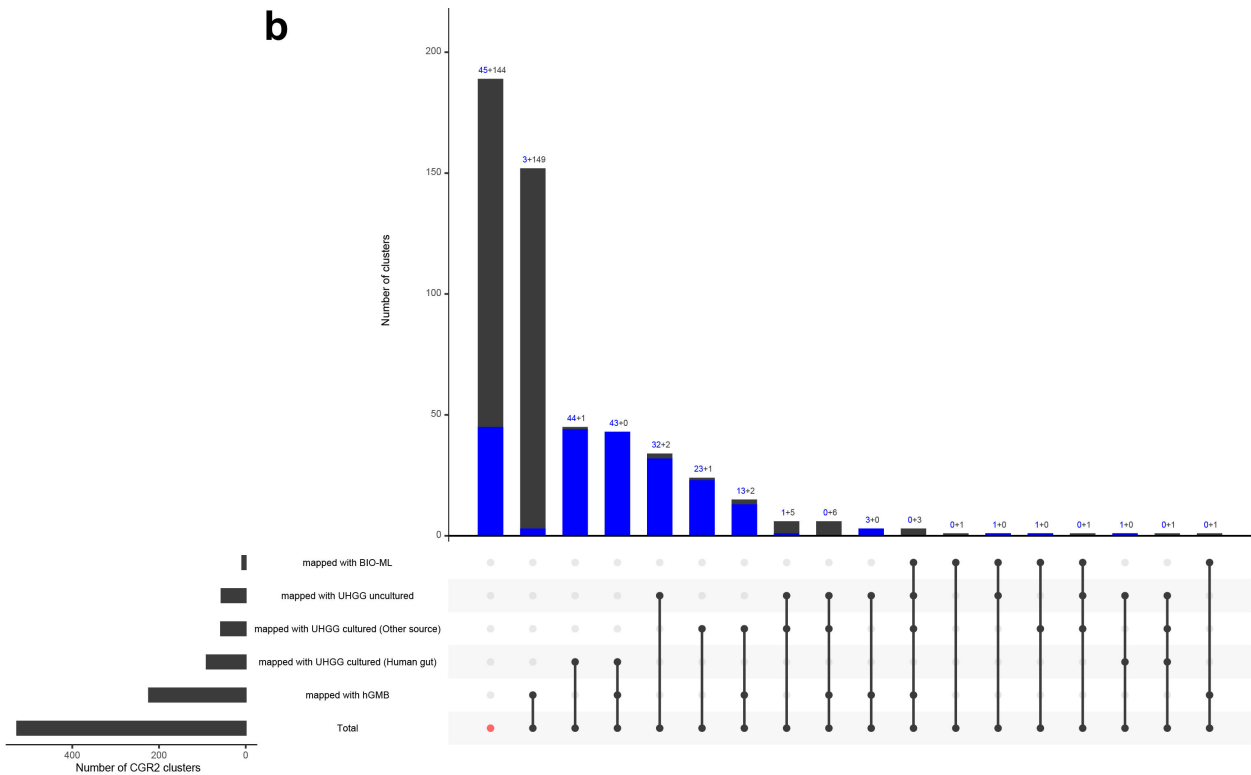 b
200
150
100
50
0
Number of clusters
45+144
3+149
44+1
43+0
32+2
23+1
13+2
1+5
0+6
3+0
0+3
0+1
1+0
1+0
0+1
1+0
0+1
0+1
mapped with BIO-ML
mapped with UHGG uncultured
mapped with UHGG cultured (Other source)
mapped with UHGG cultured (Human gut)
mapped with hGMB
Total
400 200 0
Number of CGR2 clusters